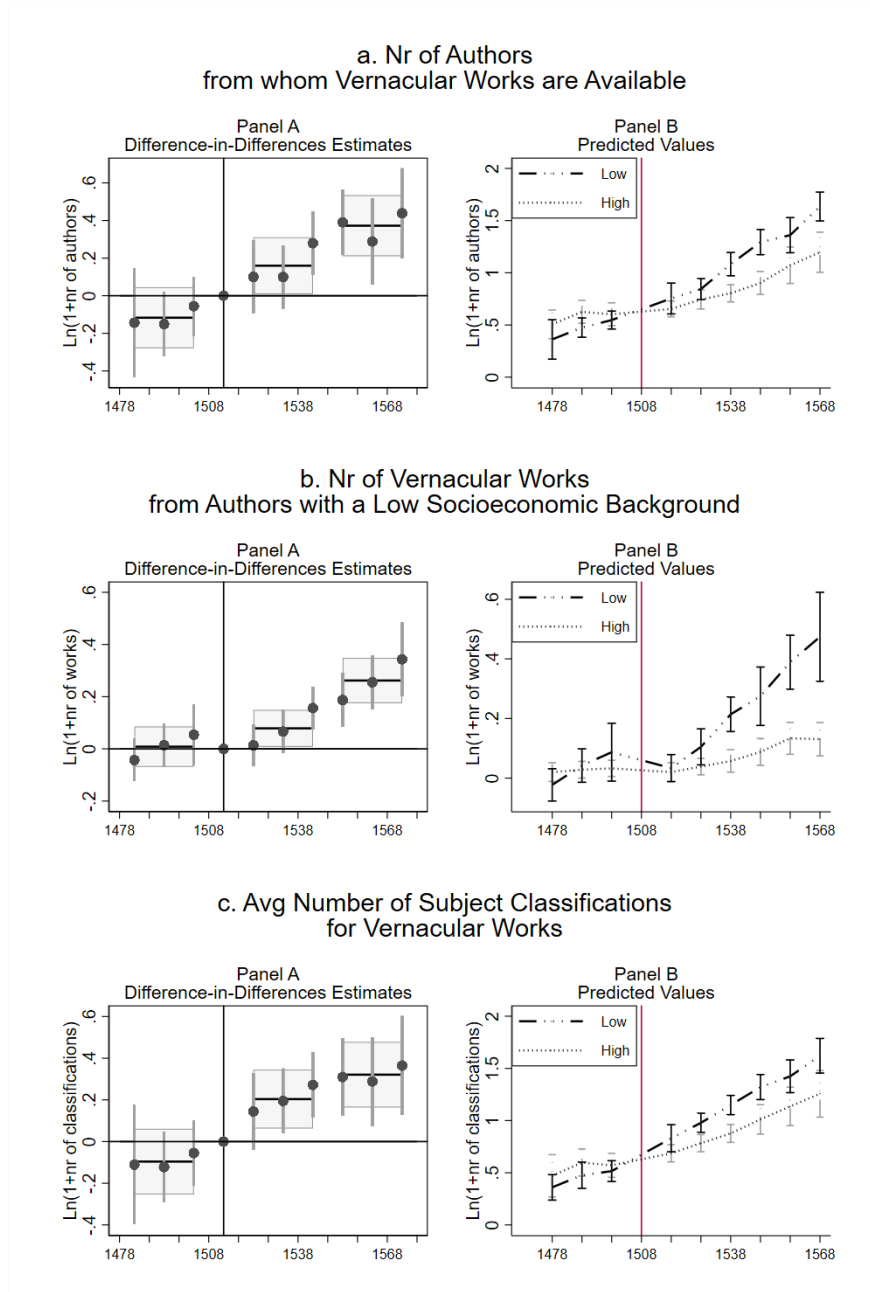 a. Nr of Authors
from whom Vernacular Works are Available
Panel A
Difference-in-Differences Estimates
Ln(1+nr of authors)
.6
.4
.2
0
-.2
-.4
1478 1508 1538 1568
Panel B
Predicted Values
Low
High
Ln(1+nr of authors)
2
1.5
1
.5
0
1478 1508 1538 1568
b. Nr of Vernacular Works
from Authors with a Low Socioeconomic Background
Panel A
Difference-in-Differences Estimates
Ln(1+nr of works)
.6
.4
.2
0
-.2
1478 1508 1538 1568
Panel B
Predicted Values
Low
High
Ln(1+nr of works)
.6
.4
.2
0
1478 1508 1538 1568
c. Avg Number of Subject Classifications
for Vernacular Works
Panel A
Difference-in-Differences Estimates
Ln(1+nr of classifications)
.6
.4
.2
0
-.2
-.4
1478 1508 1538 1568
Panel B
Predicted Values
Low
High
Ln(1+nr of classifications)
2
1.5
1
.5
0
1478 1508 1538 1568